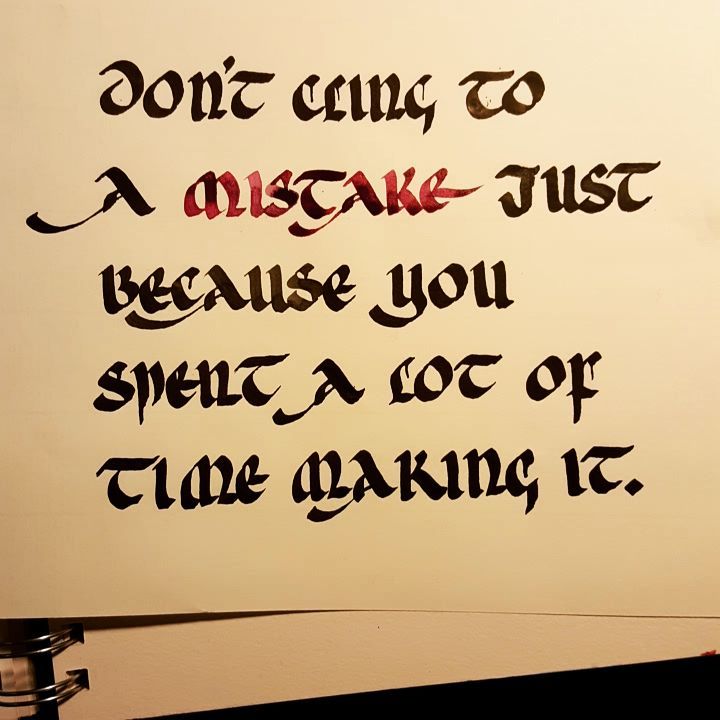 Don't cling to
a mistake just
because you
spent a lot of
time making it.